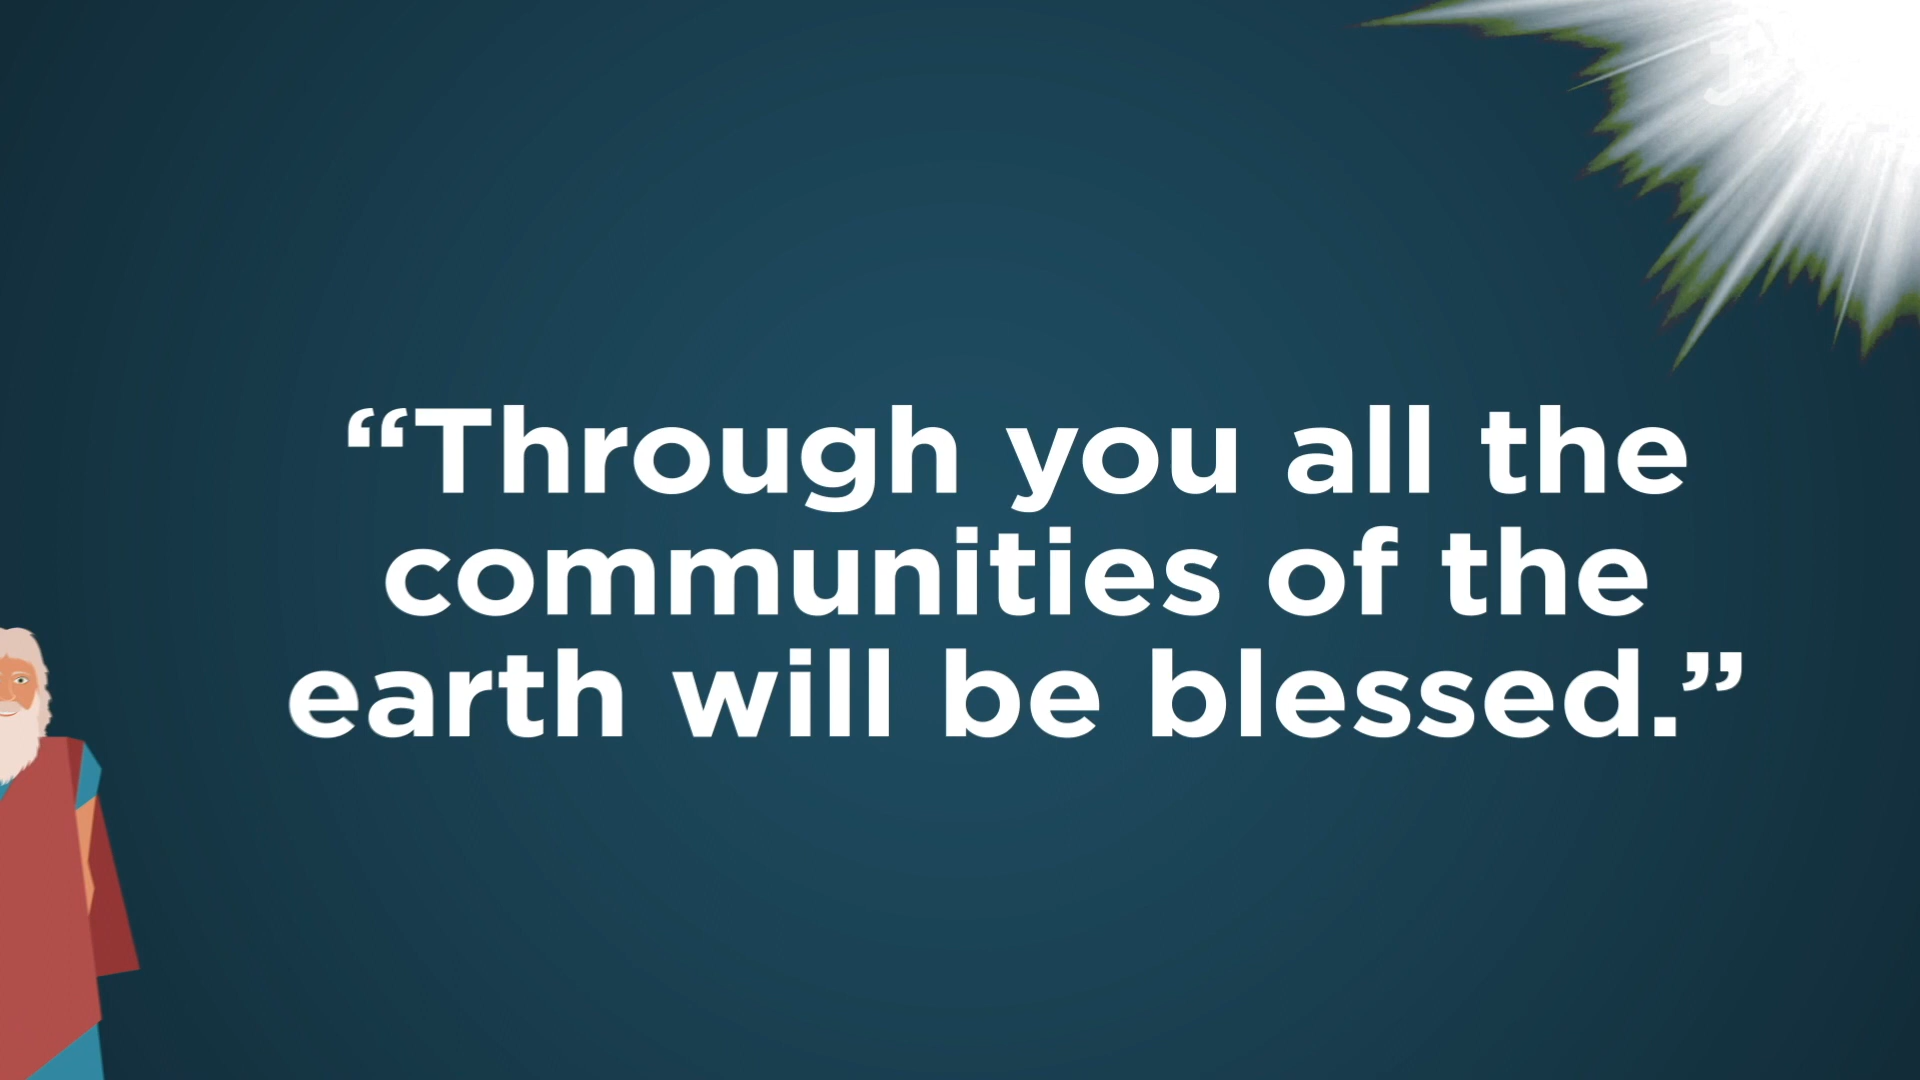 “Through you all the
communities of the
earth will be blessed.”